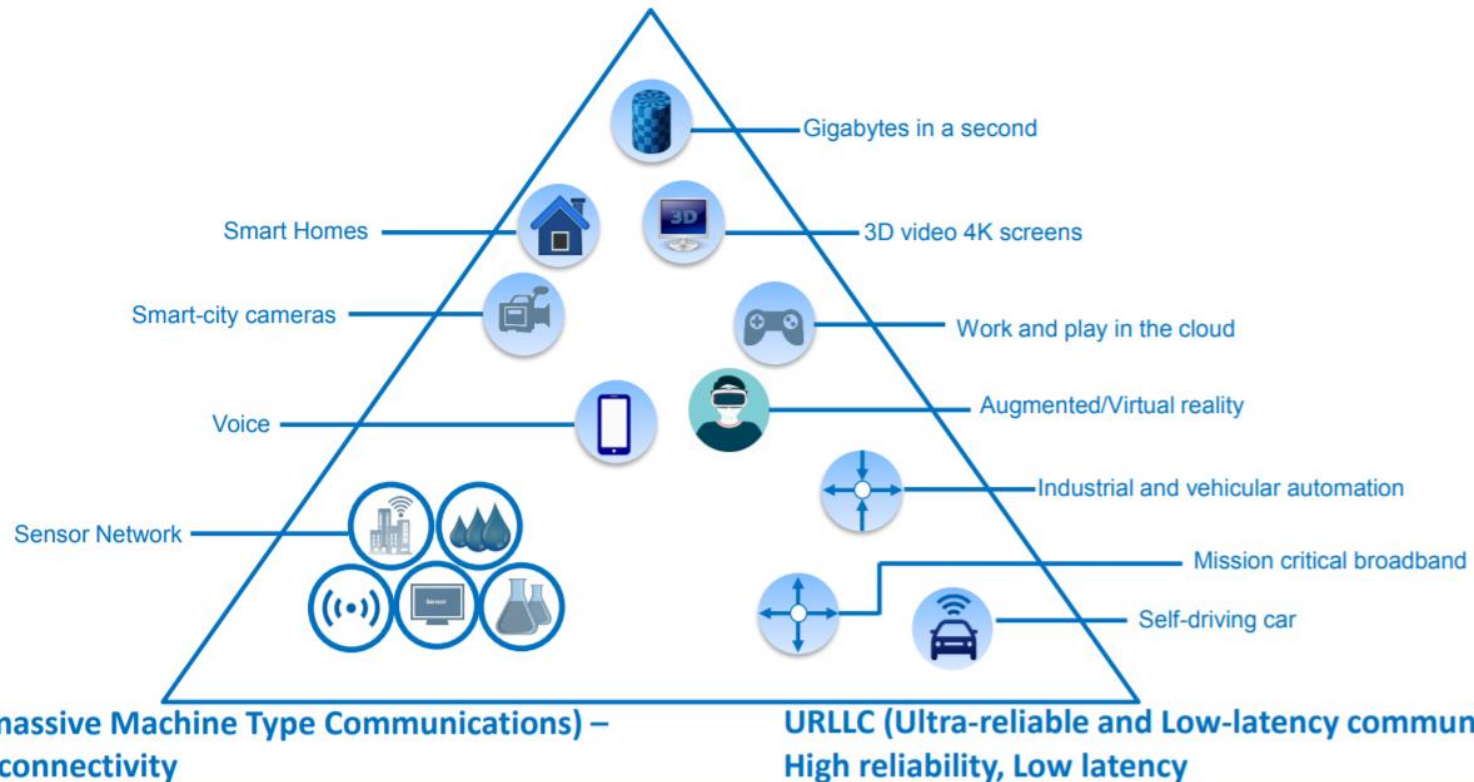 Gigabytes in a second
Smart Homes
3D
3D video 4K screens
Smart-city cameras
Work and play in the cloud
Voice
Augmented/Virtual reality
Industrial and vehicular automation
Sensor Network
Sensor
Mission critical broadband
Self-driving car
massive Machine Type Communications) –
connectivity
URLLC (Ultra-reliable and Low-latency commun
High reliability, Low latency